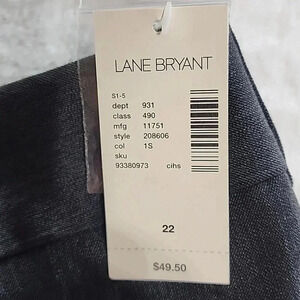 LANE BRYANT
S1-5
dept 931
class 490
mfg 11751
style 208606
col 1S
sku
93380973 cihs
22
$49.50